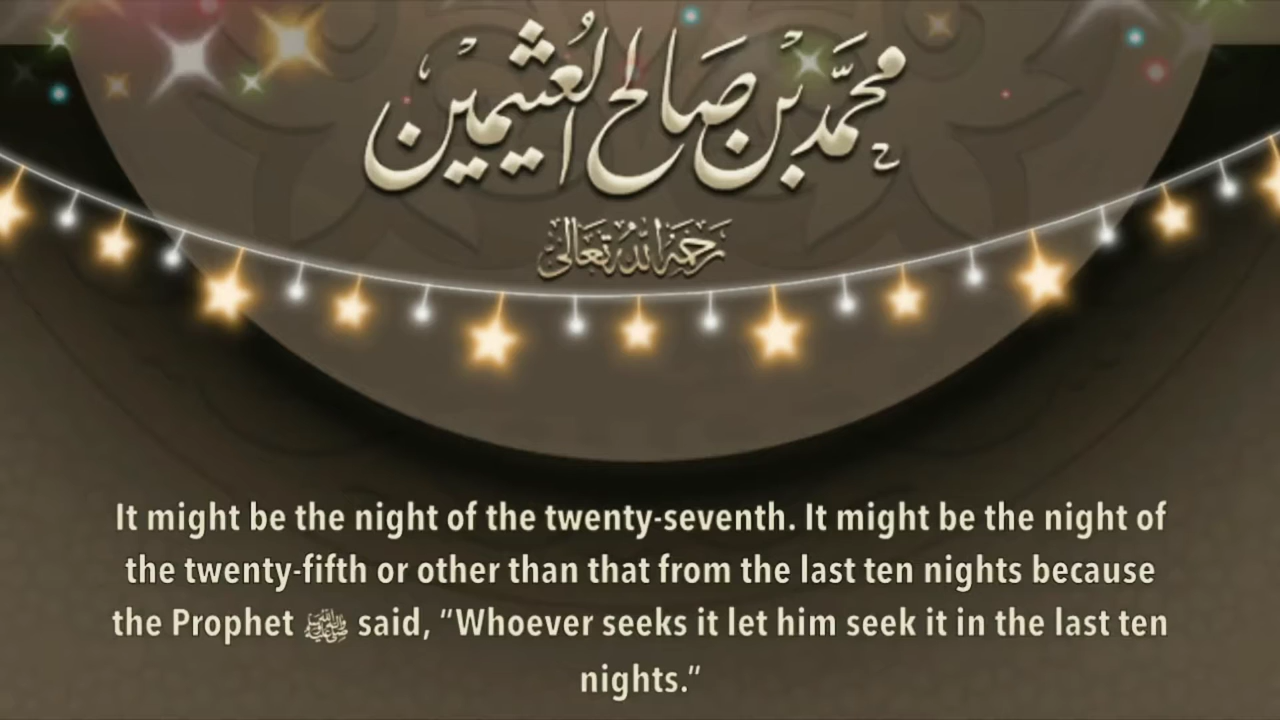 محمد بن صالح العثيمين
رحمه الله تعالى
It might be the night of the twenty-seventh. It might be the night of
the twenty-fifth or other than that from the last ten nights because
the Prophet ﷺ said, “Whoever seeks it let him seek it in the last ten
nights.”